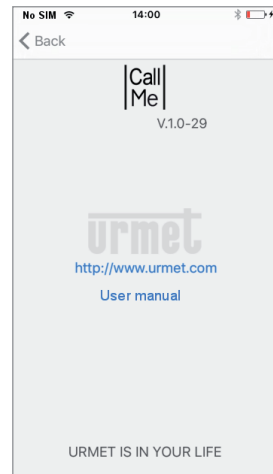 No SIM 14:00
Back
Call
Me
V.1.0-29
urmet
http://www.urmet.com
User manual
URMET IS IN YOUR LIFE